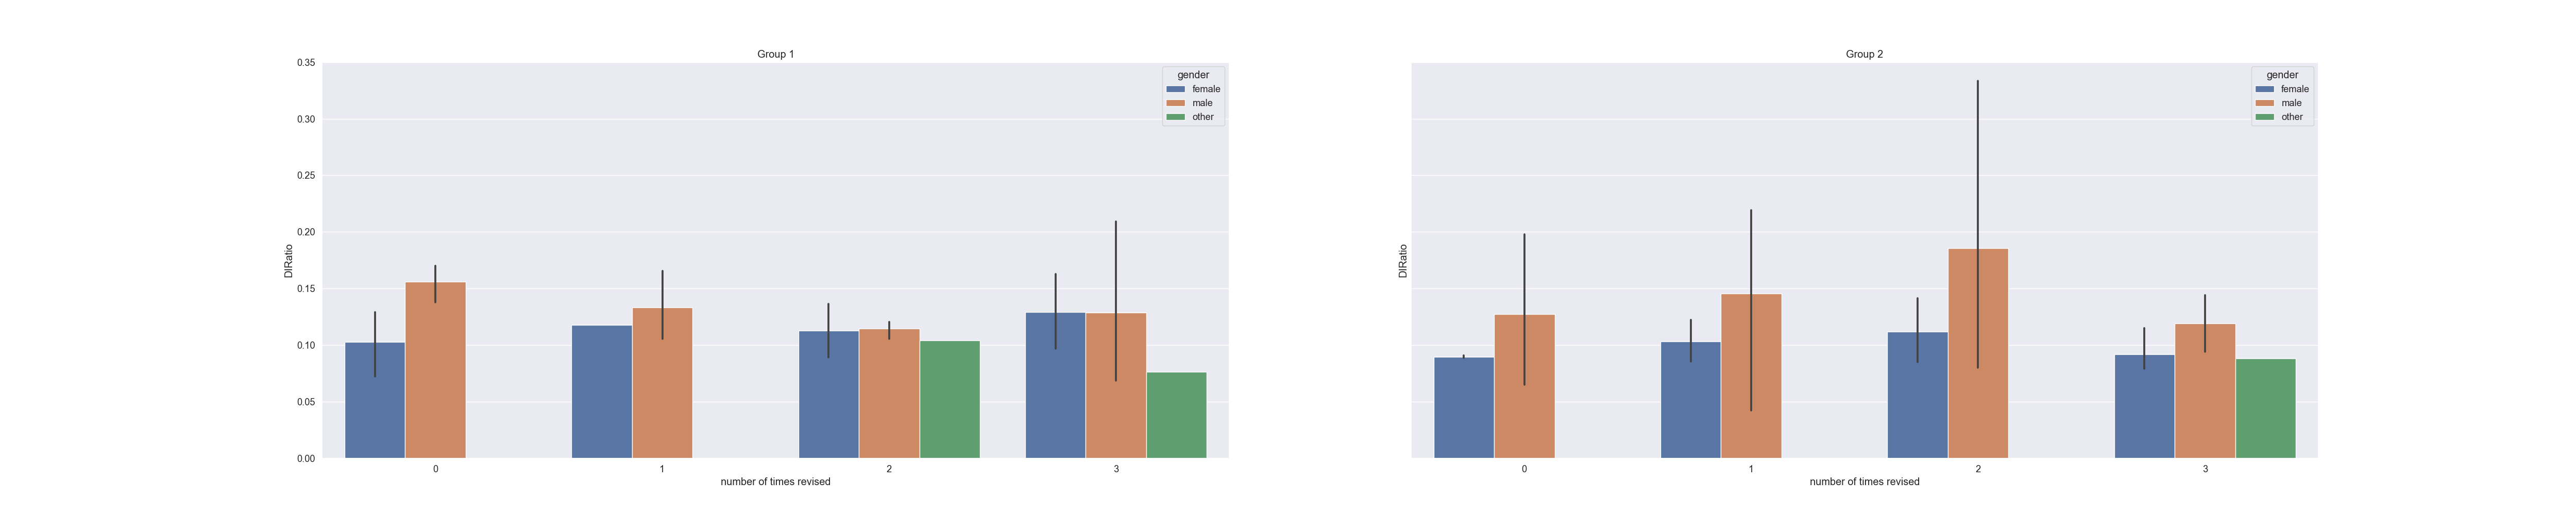 Group 1
0.35
0.30
0.25
0.20
0.15
0.10
0.05
0.00
DIRatio
0
1
2
3
number of times revised
gender
female
male
other
Group 2
DIRatio
0
1
2
3
number of times revised
gender
female
male
other